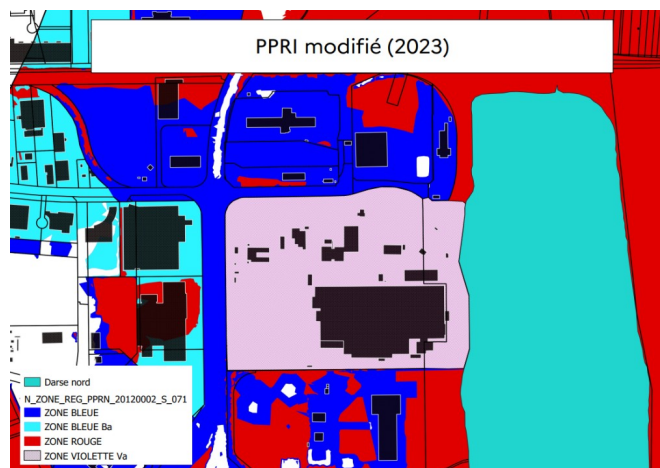 PPRI modifié (2023)
Darse nord
N_ZONE_REG_PPRN_20120002_S_071
ZONE BLEUE
ZONE BLEUE Ba
ZONE ROUGE
ZONE VIOLETTE Va